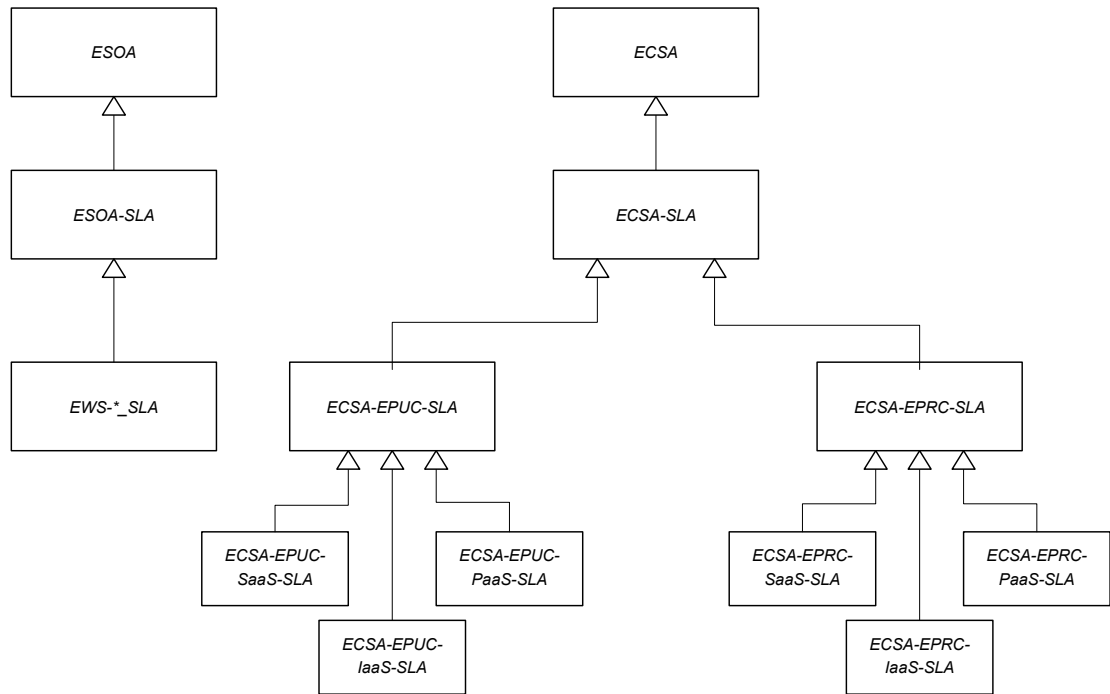 ESOA
ECSA
ESOA-SLA
ECSA-SLA
EWS-*_SLA
ECSA-EPUC-SLA
ECSA-EPRC-SLA
ECSA-EPUC-
SaaS-SLA
ECSA-EPUC-
PaaS-SLA
ECSA-EPRC-
SaaS-SLA
ECSA-EPRC-
PaaS-SLA
ECSA-EPUC-
IaaS-SLA
ECSA-EPRC-
IaaS-SLA